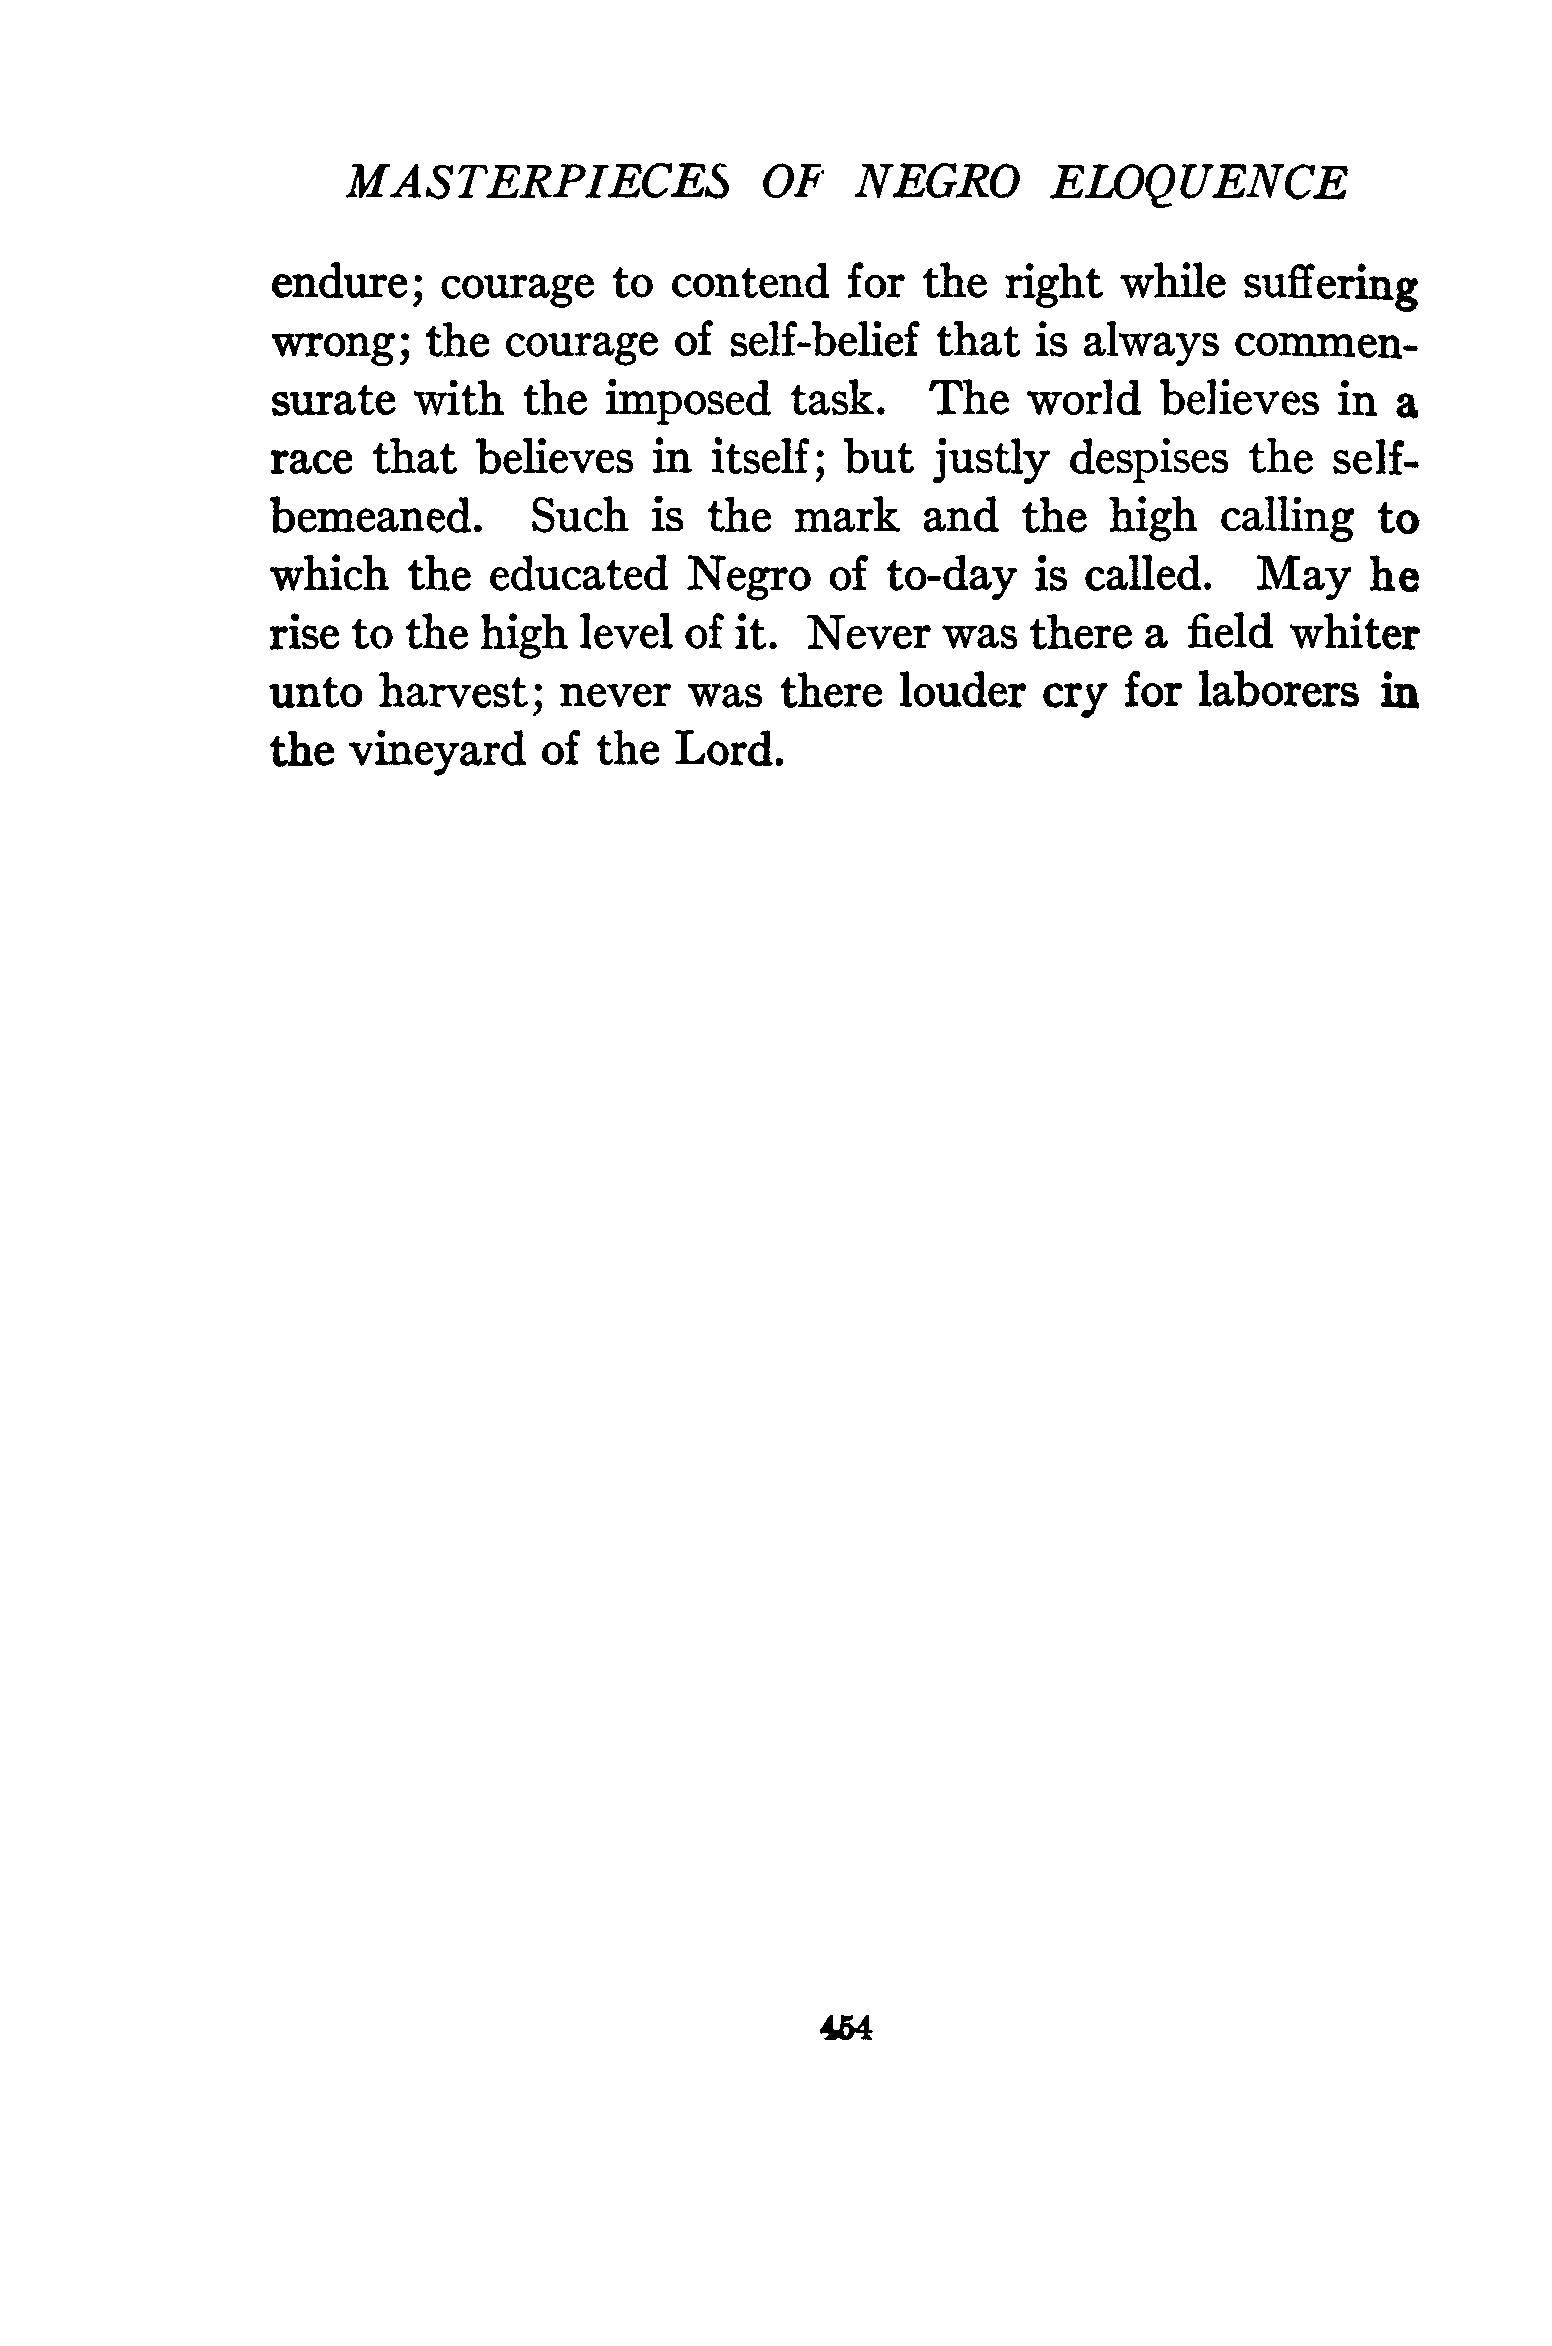 MASTERPIECES OF NEGRO ELOQUENCE
endure; courage to contend for the right while suffering
wrong; the courage of self-belief that is always commen-
surate with the imposed task. The world believes in a
race that believes in itself; but justly despises the self-
bemeaned. Such is the mark and the high calling to
which the educated Negro of to-day is called. May he
rise to the high level of it. Never was there a field whiter
unto harvest; never was there louder cry for laborers in
the vineyard of the Lord.
454